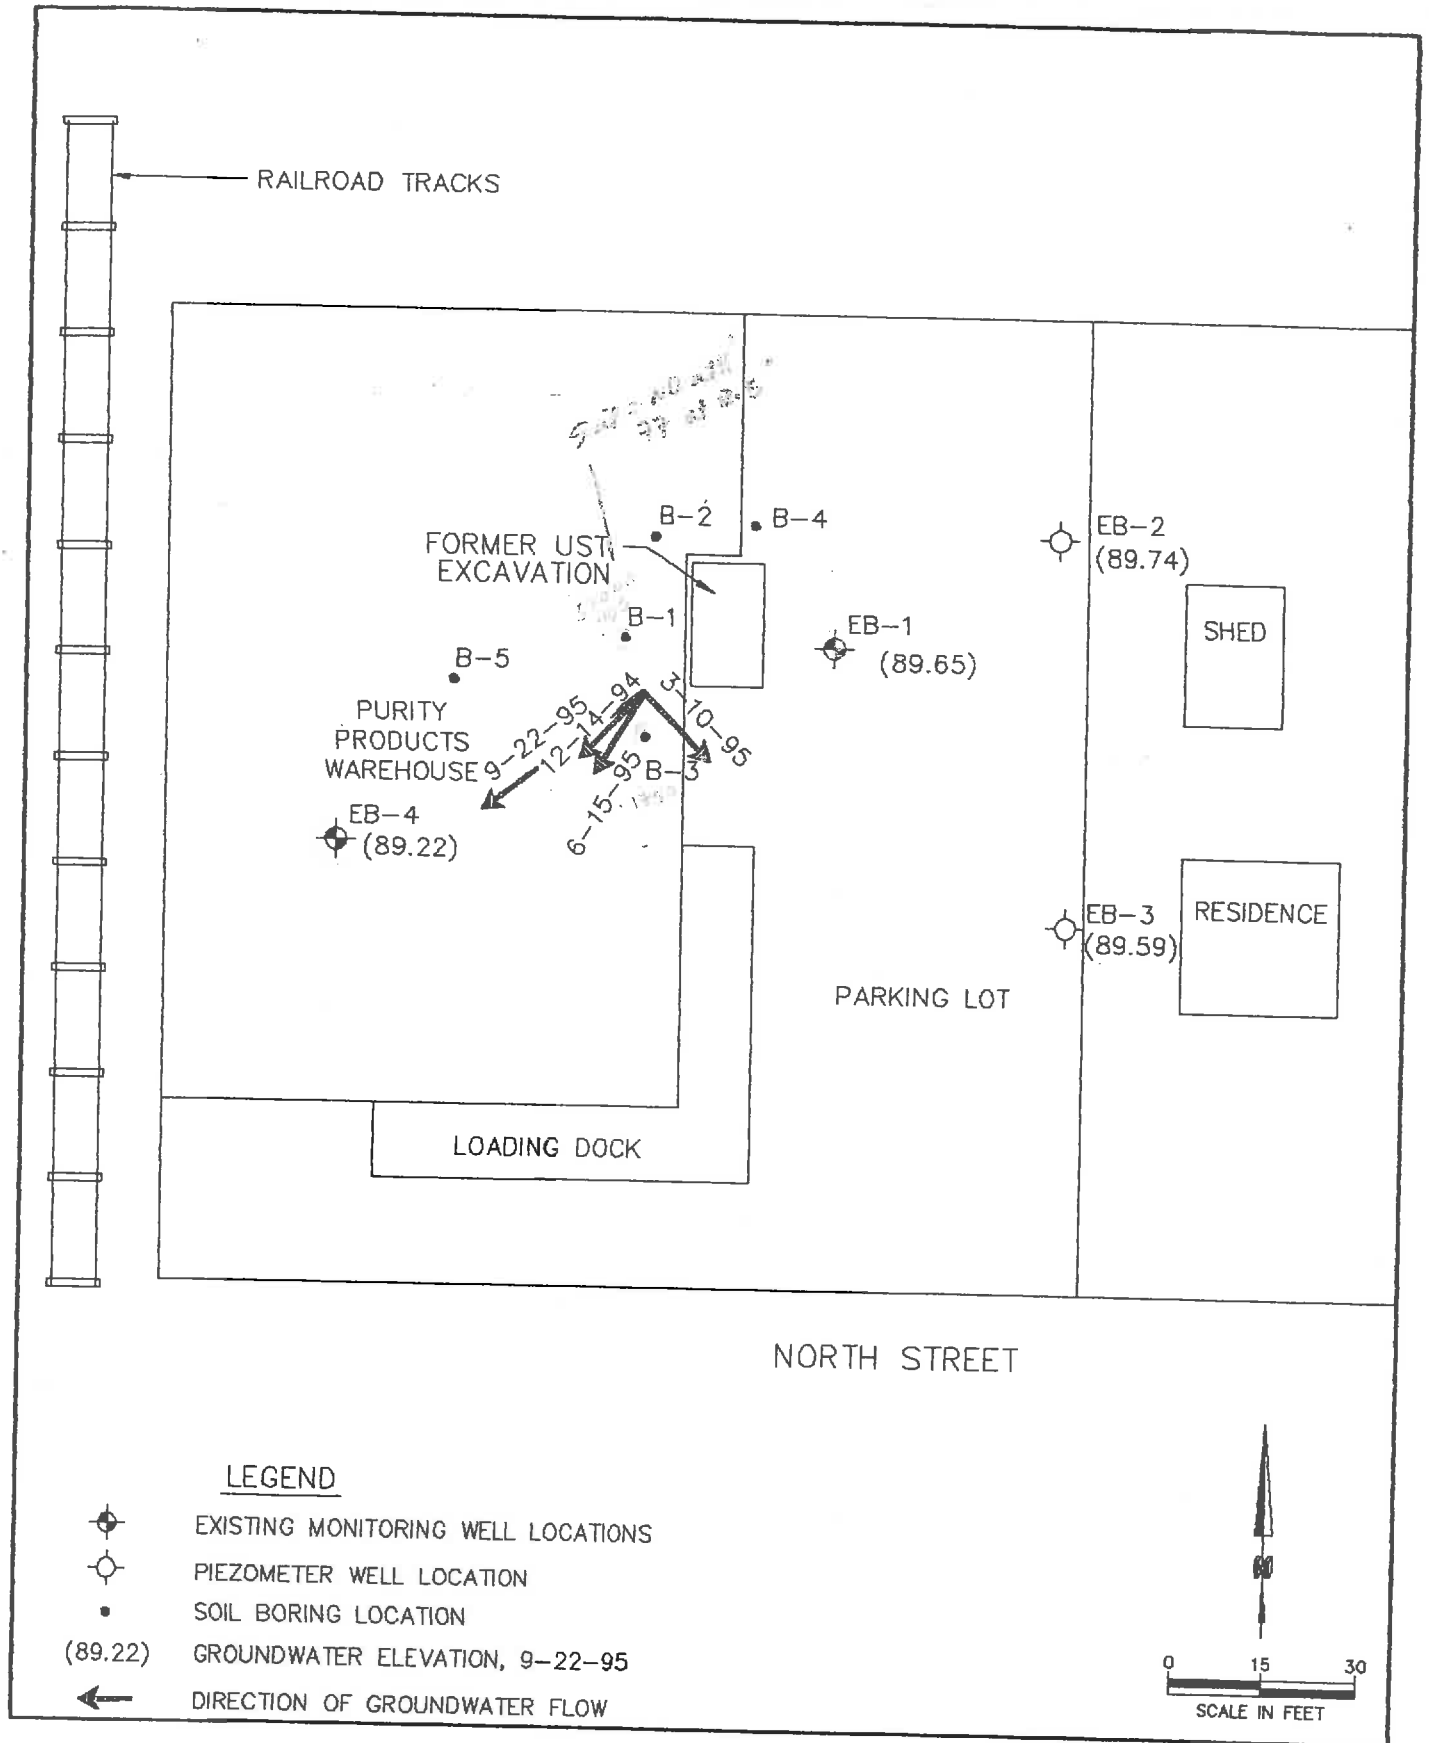 RAILROAD TRACKS
B-2
B-4
EB-2
(89.74)
FORMER UST
EXCAVATION
B-1
EB-1
(89.65)
SHED
B-5
PURITY
PRODUCTS
WAREHOUSE
9-22-95
12-14-94
3-10-95
6-15-95
B-3
EB-4
(89.22)
EB-3
(89.59)
RESIDENCE
PARKING LOT
LOADING DOCK
NORTH STREET
LEGEND
EXISTING MONITORING WELL LOCATIONS
PIEZOMETER WELL LOCATION
SOIL BORING LOCATION
(89.22) GROUNDWATER ELEVATION, 9-22-95
DIRECTION OF GROUNDWATER FLOW
0 15 30
SCALE IN FEET